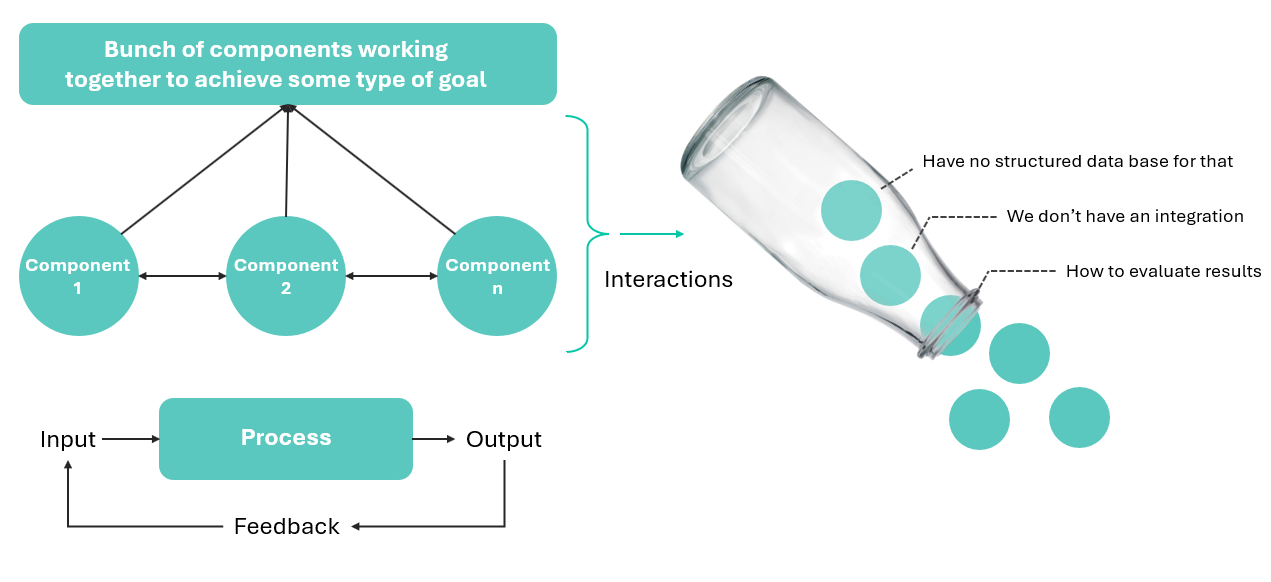 Bunch of components working
together to achieve some type of goal
Component
1
Component
2
Component
n
Interactions
Have no structured data base for that
We don’t have an integration
How to evaluate results
Input
Process
Output
Feedback